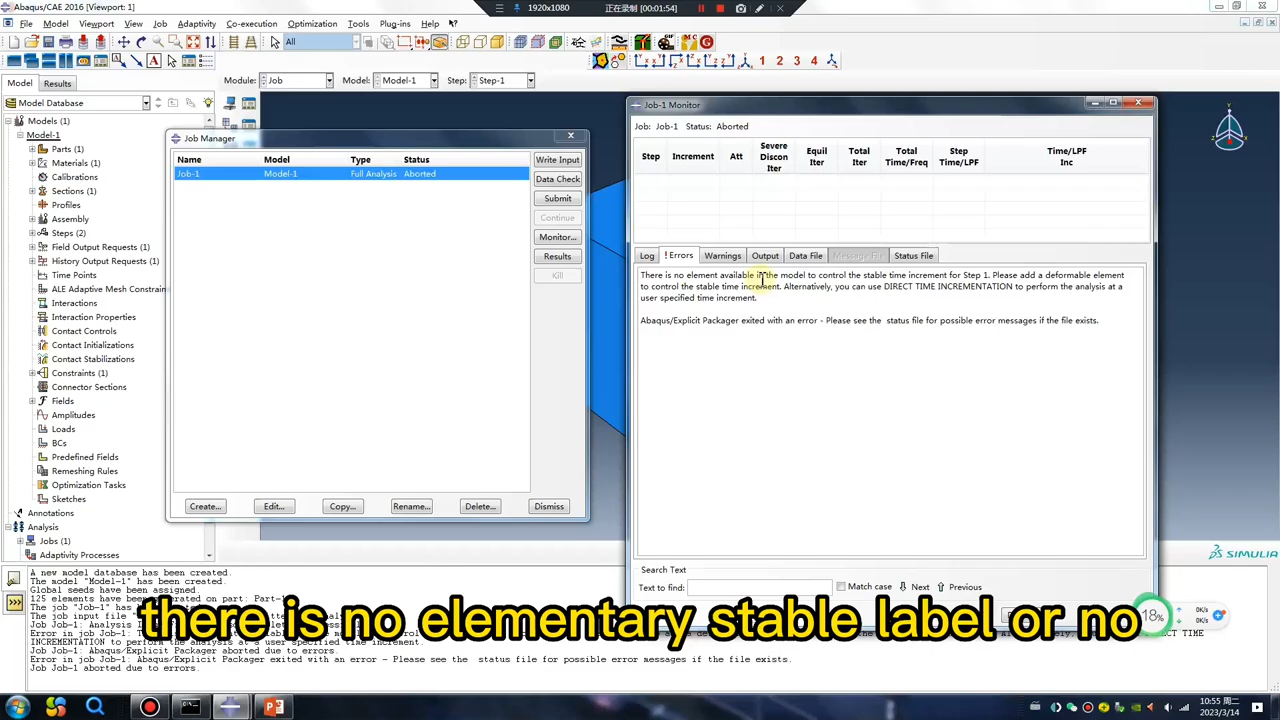 Abaqus/CAE 2016 [Viewport: 1]
1920x1080
正在录制 [00:01:54]
File Model Viewport View Job Adaptivity Co-execution Optimization Tools Plug-ins Help
All
1 2 3 4
Model Results
Module: Job Model: Model-1 Step: Step-1
Model Database
Models (1)
Model-1
Parts (1)
Materials (1)
Calibrations
Sections (1)
Profiles
Assembly
Steps (2)
Field Output Requests (1)
History Output Requests (1)
Time Points
ALE Adaptive Mesh Constrain
Interactions
Interaction Properties
Contact Controls
Contact Initializations
Contact Stabilizations
Constraints (1)
Connector Sections
Fields
Amplitudes
Loads
BCs
Predefined Fields
Remeshing Rules
Optimization Tasks
Sketches
Annotations
Analysis
Jobs (1)
Adaptivity Processes
Job Manager
Name Model Type Status
Job-1 Model-1 Full Analysis Aborted
Write Input
Data Check
Submit
Continue
Monitor...
Results
Kill
Create... Edit... Copy... Rename... Delete... Dismiss
Job-1 Monitor
Job: Job-1 Status: Aborted
Step Increment Att Severe Discon Iter Equil Iter Total Iter Total Time/Freq Step Time/LPF Time/LPF Inc
Log ! Errors Warnings Output Data File Message File Status File
There is no element available in the model to control the stable time increment for Step 1. Please add a deformable element
to control the stable time increment. Alternatively, you can use DIRECT TIME INCREMENTATION to perform the analysis at a
user specified time increment.
Abaqus/Explicit Packager exited with an error - Please see the status file for possible error messages if the file exists.
Search Text
Text to find: Match case Next Previous
SIMULIA
A new model database has been created.
The model "Model-1" has been created.
Global seeds have been assigned.
125 elements have been generated on part: Part-1
there is no elementary stable label or no
18%
0K/s
0K/s
Job Job-1: Abaqus/Explicit Packager aborted due to errors.
Error in job Job-1: Abaqus/Explicit Packager exited with an error - Please see the status file for possible error messages if the file exists.
Job Job-1 aborted due to errors.
10:55 周二
2023/3/14